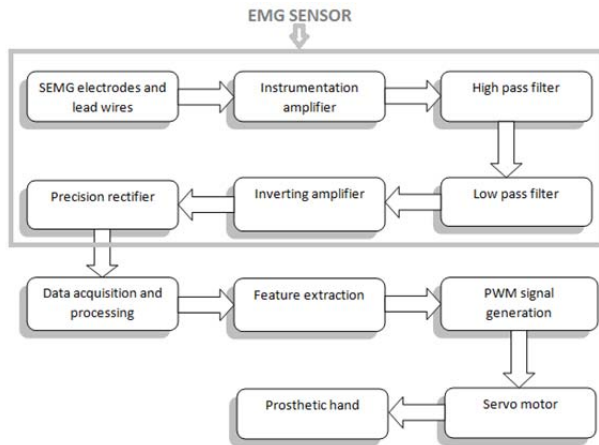 EMG SENSOR
SEMG electrodes and
lead wires
Instrumentation
amplifier
High pass filter
Precision rectifier
Inverting amplifier
Low pass filter
Data acquisition and
processing
Feature extraction
PWM signal
generation
Prosthetic hand
Servo motor